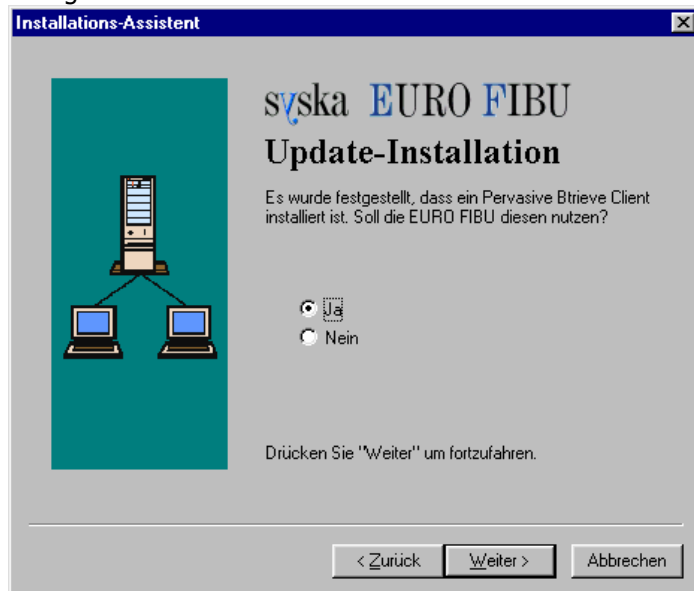 Installations-Assistent
syska EURO FIBU
Update-Installation
Es wurde festgestellt, dass ein Pervasive Btrieve Client
installiert ist. Soll die EURO FIBU diesen nutzen?
Ja
Nein
Drücken Sie "Weiter" um fortzufahren.
< Zurück Weiter > Abbrechen